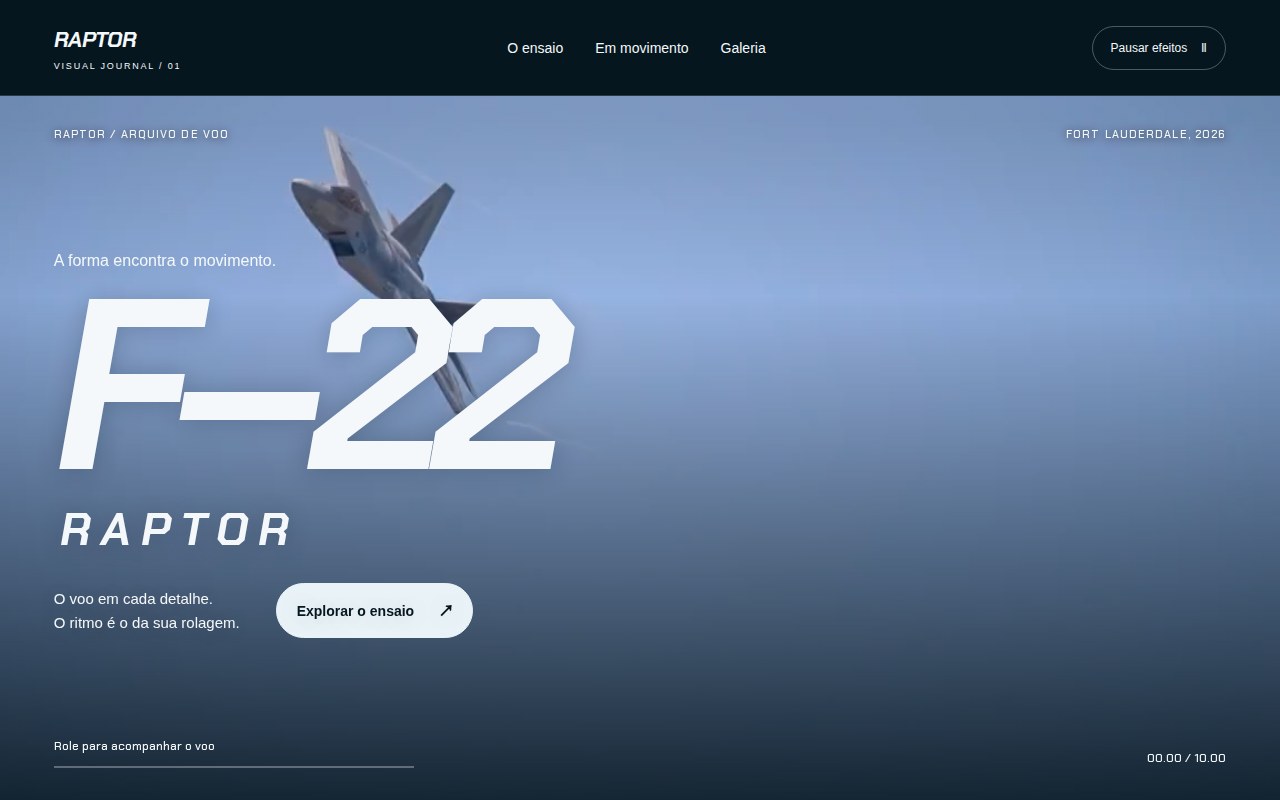 RAPTOR
VISUAL JOURNAL / 01
O ensaio
Em movimento
Galeria
Pausar efeitos
RAPTOR / ARQUIVO DE VOO
FORT LAUDERDALE, 2026
A forma encontra o movimento.
F—22
RAPTOR
O voo em cada detalhe.
O ritmo é o da sua rolagem.
Explorar o ensaio ↗
Role para acompanhar o voo
00.00 / 10.00